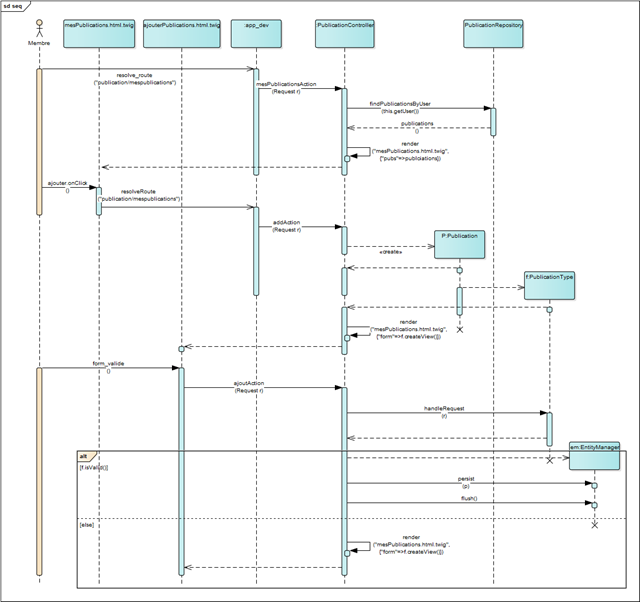 sd seq
mesPublications.html.twig
ajouterPublications.html.twig
:app_dev
:PublicationController
PublicationRepository
Membre
resolve_route
("publication/mespublications")
mesPublicationsAction
(Request r)
findPublicationsByUser
(this.getUser())
publications
()
render
("mesPublications.html.twig",
["pubs"=>publciations])
ajouter.onClick
()
resolveRoute
("publication/mespublications")
addAction
(Request r)
P:Publication
«create»
f:PublicationType
render
("mesPublications.html.twig",
["form"=>f.createView()])
form_valide
()
ajoutAction
(Request r)
handleRequest
(r)
em:EntityManager
alt
[f.isValid()]
persist
(p)
flush()
[else]
render
("mesPublications.html.twig",
["form"=>f.createView()])